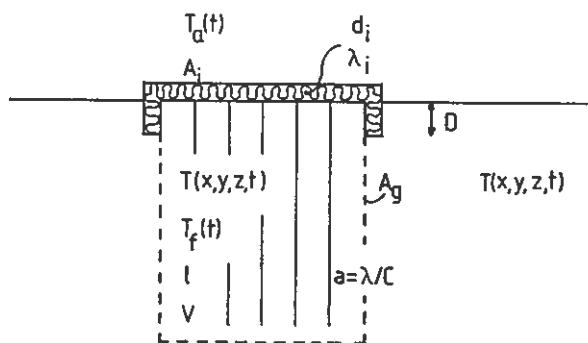 T_a(t)
d_i
A_i
λ_i
D
T(x,y,z,t)
A_g
T(x,y,z,t)
T_f(t)
l
a=λ/C
V